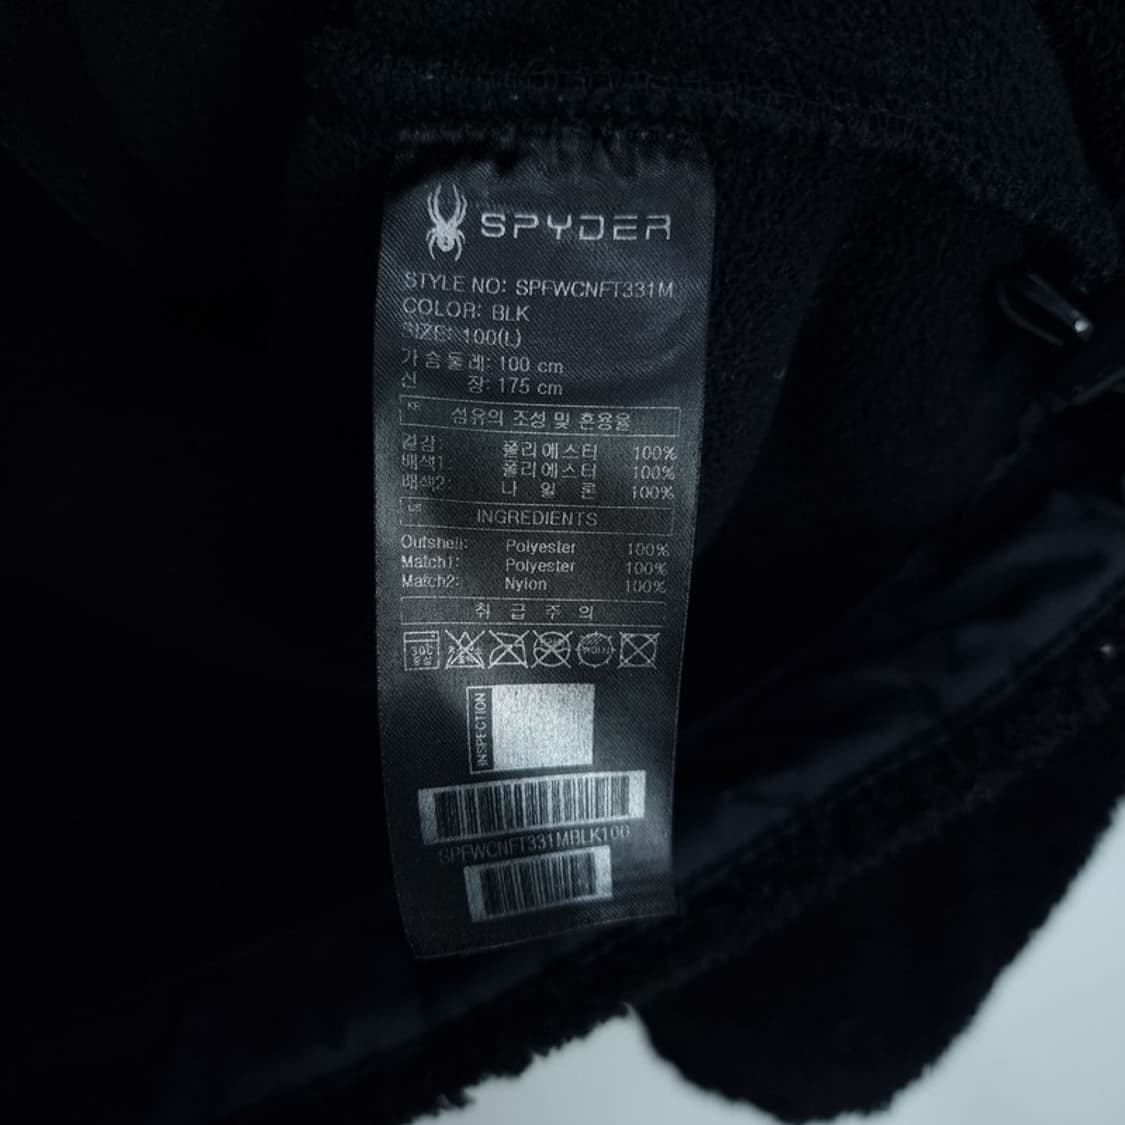 SPYDER
STYLE NO: SPFWCNFT331M
COLOR: BLK
SIZE: 100(L)
가슴둘레: 100 cm
신 장: 175 cm
KR 섬유의 조성 및 혼용율
겉감: 폴리에스터 100%
배색1: 폴리에스터 100%
배색2: 나 일 론 100%
US INGREDIENTS
Outshell: Polyester 100%
Match1: Polyester 100%
Match2: Nylon 100%
취 급 주 의
INSPECTION
SPFWCNFT331MBLK100